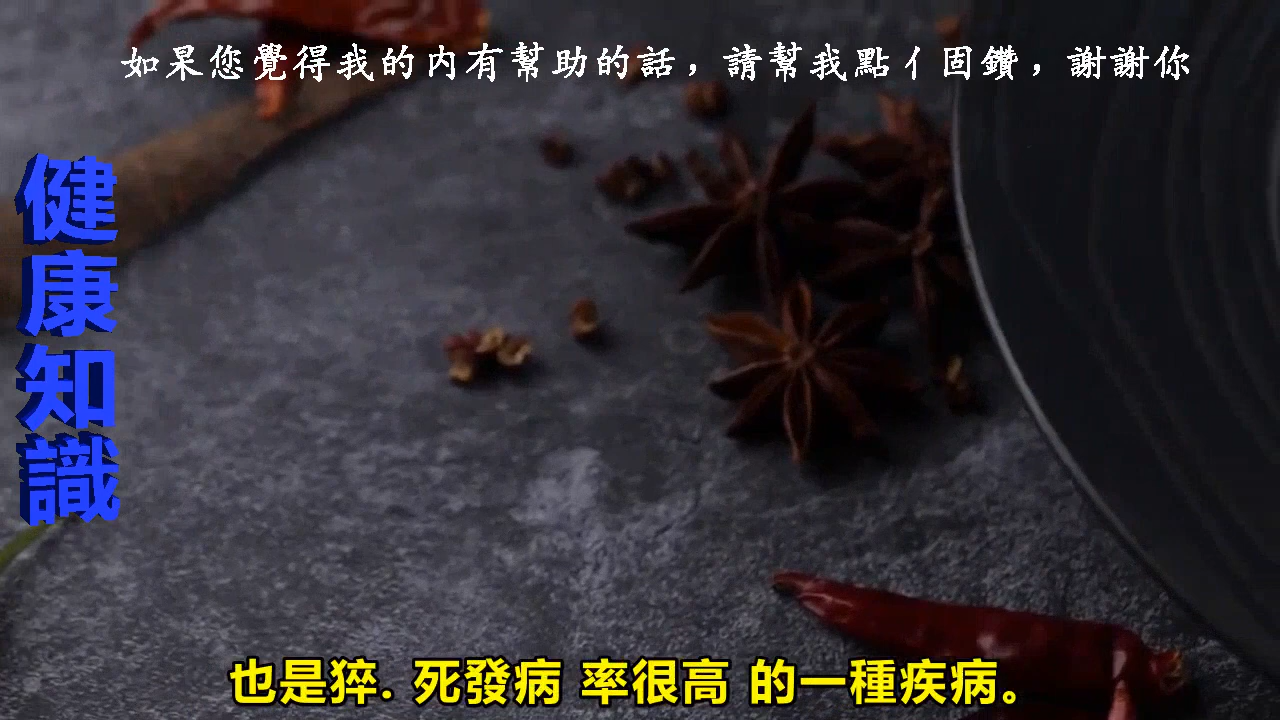 如果您覺得我的內有幫助的話，請幫我點亻固鑽，謝謝你
健康知識
也是猝. 死發病 率很高 的一種疾病。